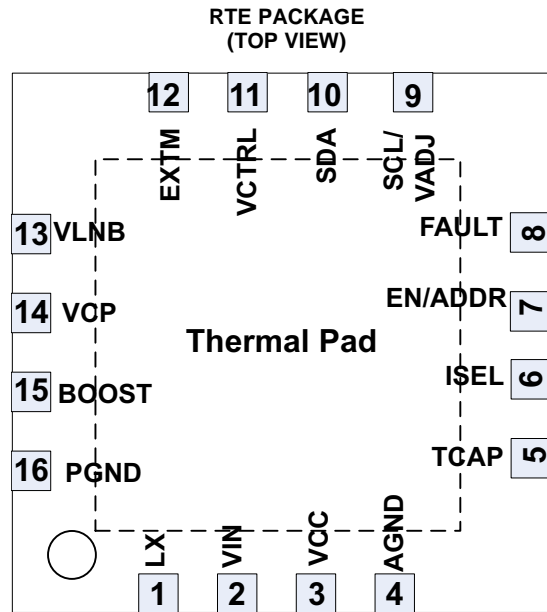 RTE PACKAGE
(TOP VIEW)
12
11
10
9
EXTM
VCTRL
SDA
SCL/
VADJ
13 VLNB
FAULT 8
14 VCP
EN/ADDR 7
Thermal Pad
15 BOOST
ISEL 6
16 PGND
TCAP 5
LX
VIN
VCC
AGND
1
2
3
4